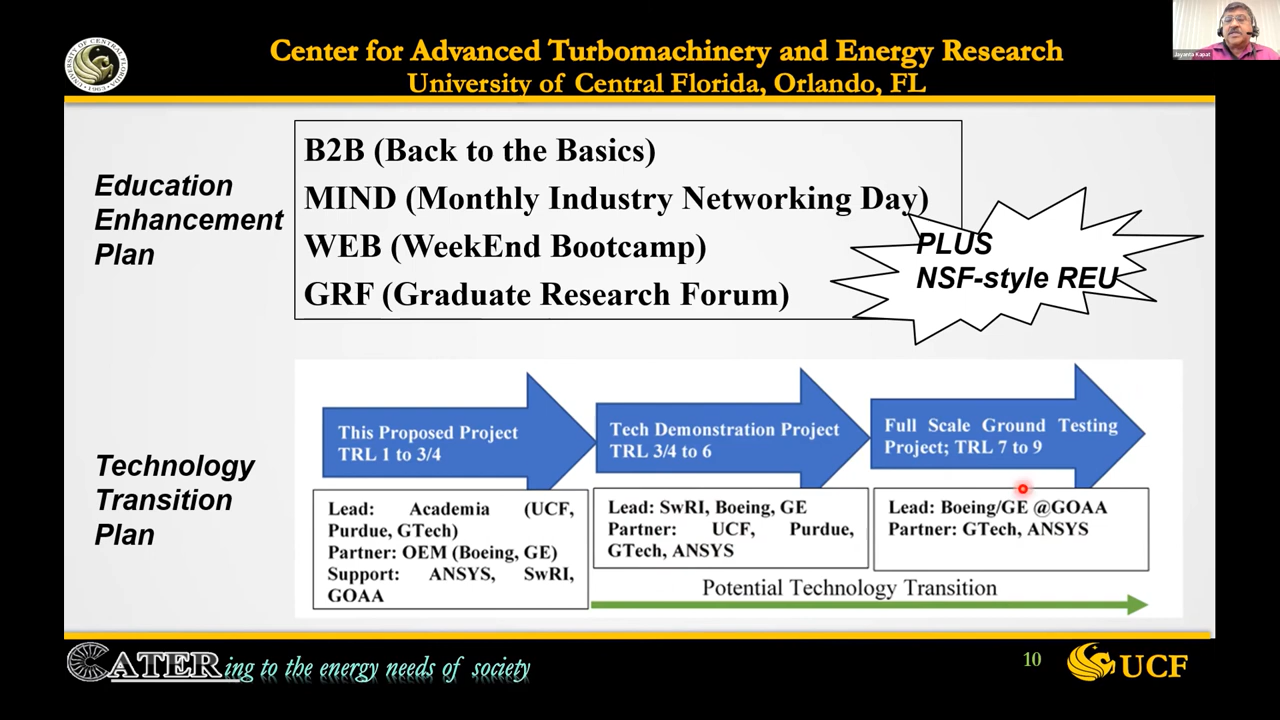 Center for Advanced Turbomachinery and Energy Research
University of Central Florida, Orlando, FL
Jayanta Kapat
Education
Enhancement
Plan
B2B (Back to the Basics)
MIND (Monthly Industry Networking Day)
WEB (WeekEnd Bootcamp)
GRF (Graduate Research Forum)
PLUS
NSF-style REU
Technology
Transition
Plan
This Proposed Project
TRL 1 to 3/4
Lead: Academia (UCF,
Purdue, GTech)
Partner: OEM (Boeing, GE)
Support: ANSYS, SwRI,
GOAA
Tech Demonstration Project
TRL 3/4 to 6
Lead: SwRI, Boeing, GE
Partner: UCF, Purdue,
GTech, ANSYS
Full Scale Ground Testing
Project; TRL 7 to 9
Lead: Boeing/GE @GOAA
Partner: GTech, ANSYS
Potential Technology Transition
CATERing to the energy needs of society
10
UCF